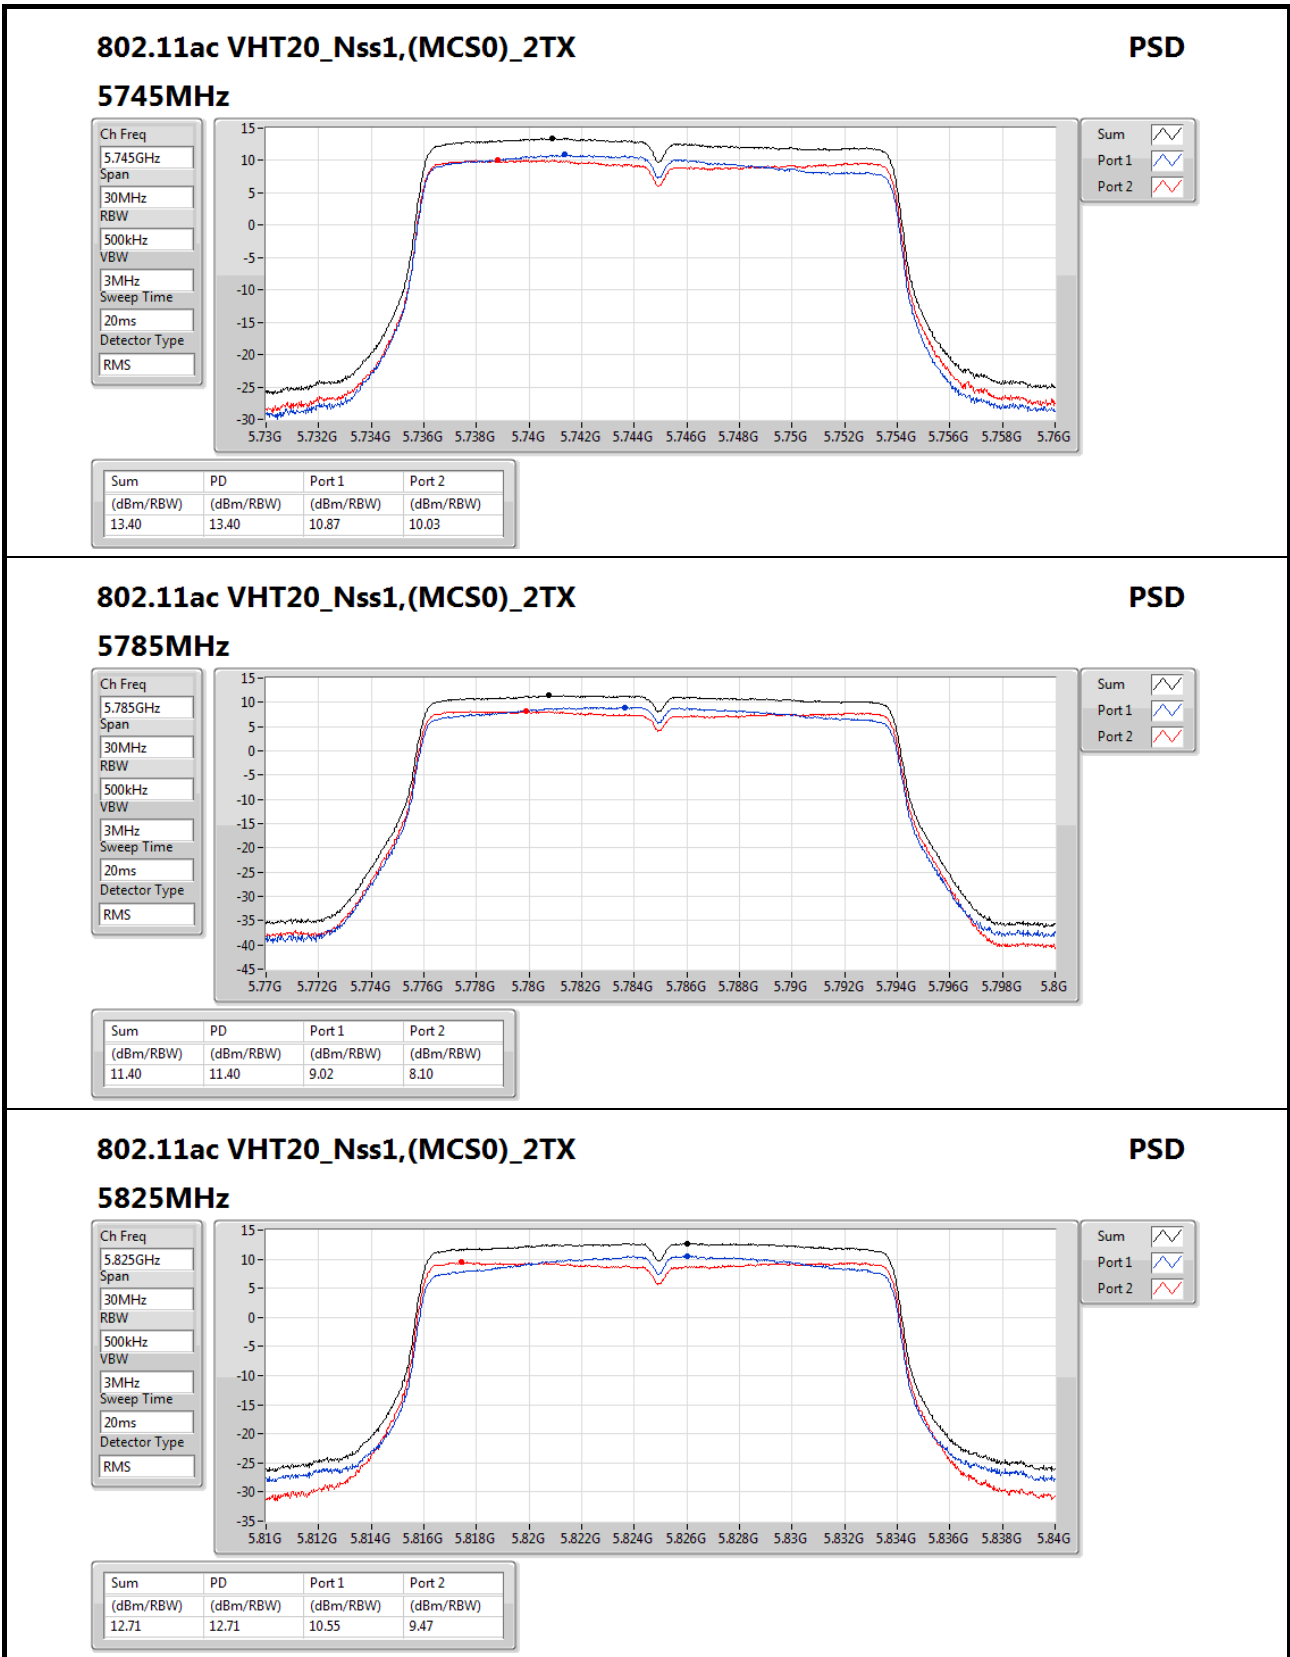 802.11ac VHT20_Nss1,(MCS0)_2TX PSD
5745MHz
Ch Freq
5.745GHz
Span
30MHz
RBW
500kHz
VBW
3MHz
Sweep Time
20ms
Detector Type
RMS
15
10
5
0
-5
-10
-15
-20
-25
-30
5.73G 5.732G 5.734G 5.736G 5.738G 5.74G 5.742G 5.744G 5.746G 5.748G 5.75G 5.752G 5.754G 5.756G 5.758G 5.76G
Sum
Port 1
Port 2
Sum PD Port 1 Port 2
(dBm/RBW) (dBm/RBW) (dBm/RBW) (dBm/RBW)
13.40 13.40 10.87 10.03
802.11ac VHT20_Nss1,(MCS0)_2TX PSD
5785MHz
Ch Freq
5.785GHz
Span
30MHz
RBW
500kHz
VBW
3MHz
Sweep Time
20ms
Detector Type
RMS
15
10
5
0
-5
-10
-15
-20
-25
-30
-35
-40
-45
5.77G 5.772G 5.774G 5.776G 5.778G 5.78G 5.782G 5.784G 5.786G 5.788G 5.79G 5.792G 5.794G 5.796G 5.798G 5.8G
Sum
Port 1
Port 2
Sum PD Port 1 Port 2
(dBm/RBW) (dBm/RBW) (dBm/RBW) (dBm/RBW)
11.40 11.40 9.02 8.10
802.11ac VHT20_Nss1,(MCS0)_2TX PSD
5825MHz
Ch Freq
5.825GHz
Span
30MHz
RBW
500kHz
VBW
3MHz
Sweep Time
20ms
Detector Type
RMS
15
10
5
0
-5
-10
-15
-20
-25
-30
-35
5.81G 5.812G 5.814G 5.816G 5.818G 5.82G 5.822G 5.824G 5.826G 5.828G 5.83G 5.832G 5.834G 5.836G 5.838G 5.84G
Sum
Port 1
Port 2
Sum PD Port 1 Port 2
(dBm/RBW) (dBm/RBW) (dBm/RBW) (dBm/RBW)
12.71 12.71 10.55 9.47